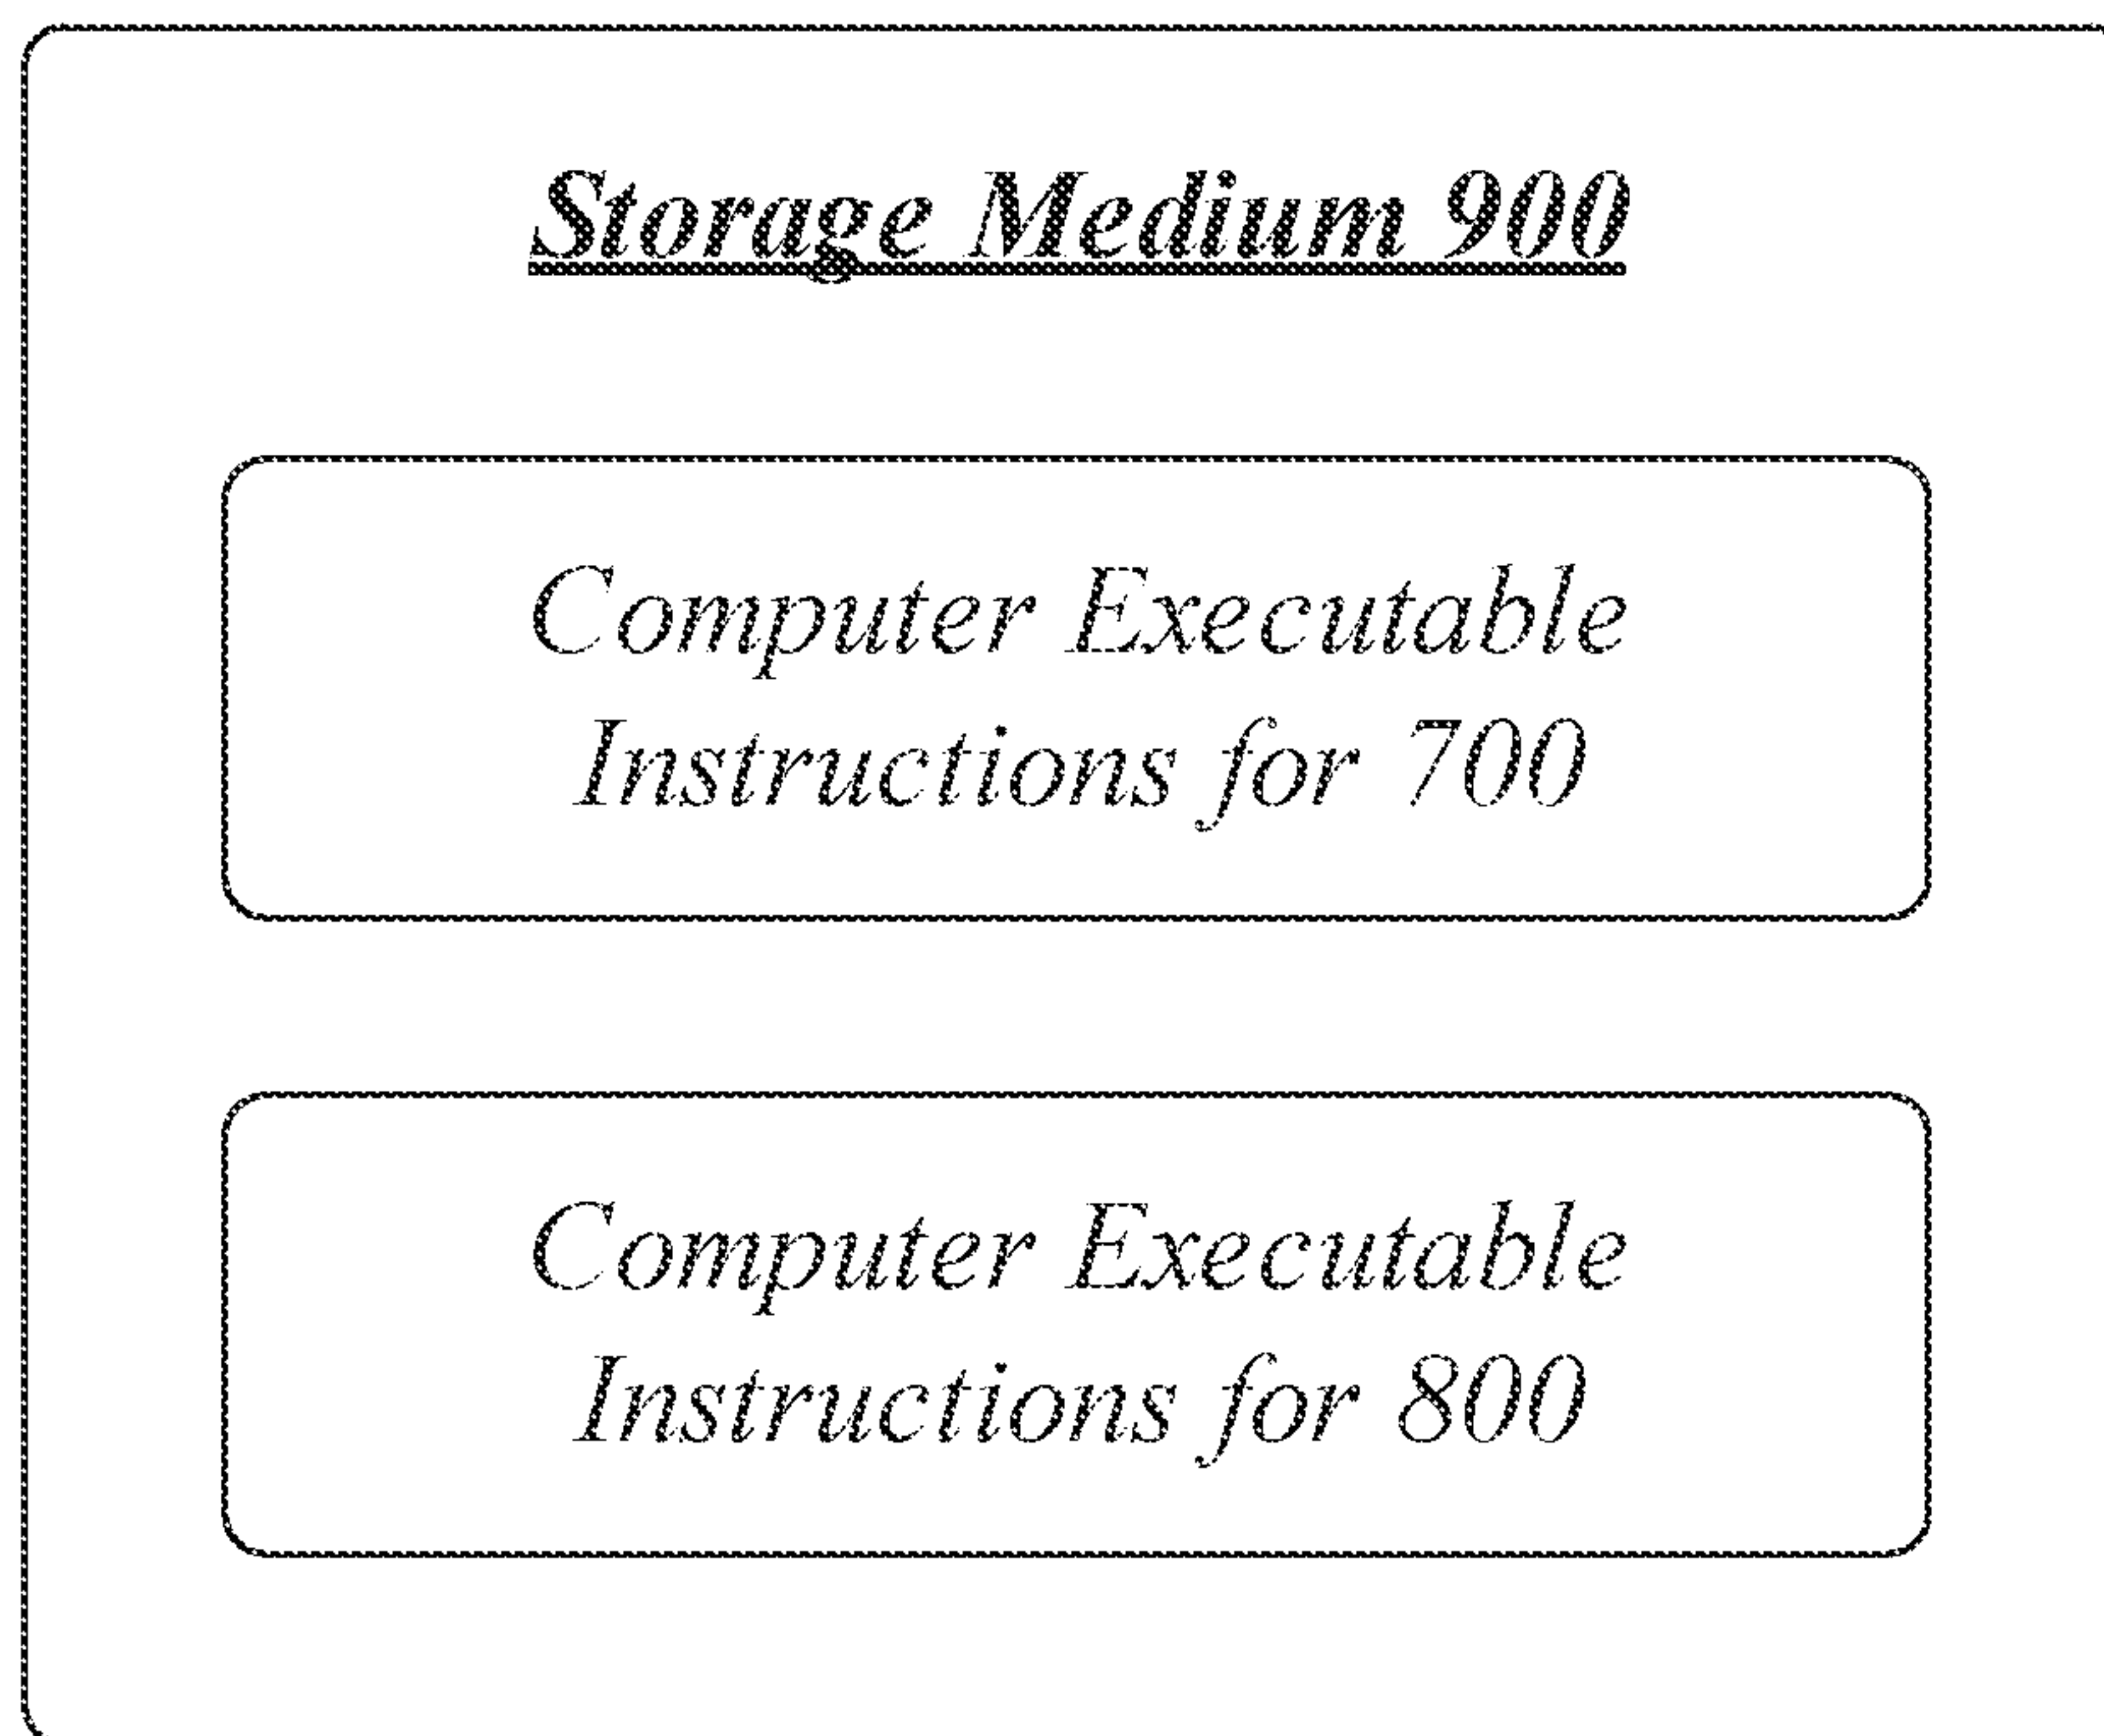 Storage Medium 900
Computer Executable
Instructions for 700
Computer Executable
Instructions for 800